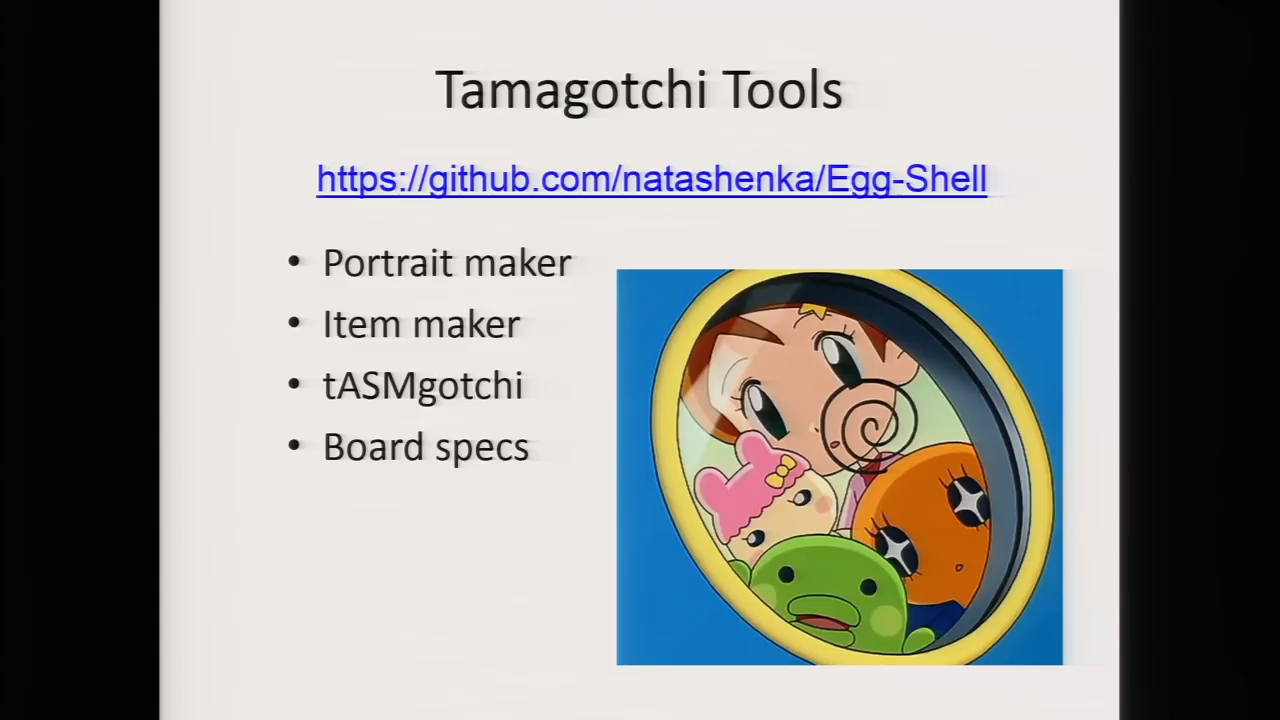 Tamagotchi Tools
https://github.com/natashenka/Egg-Shell
• Portrait maker
• Item maker
• tASMgotchi
• Board specs